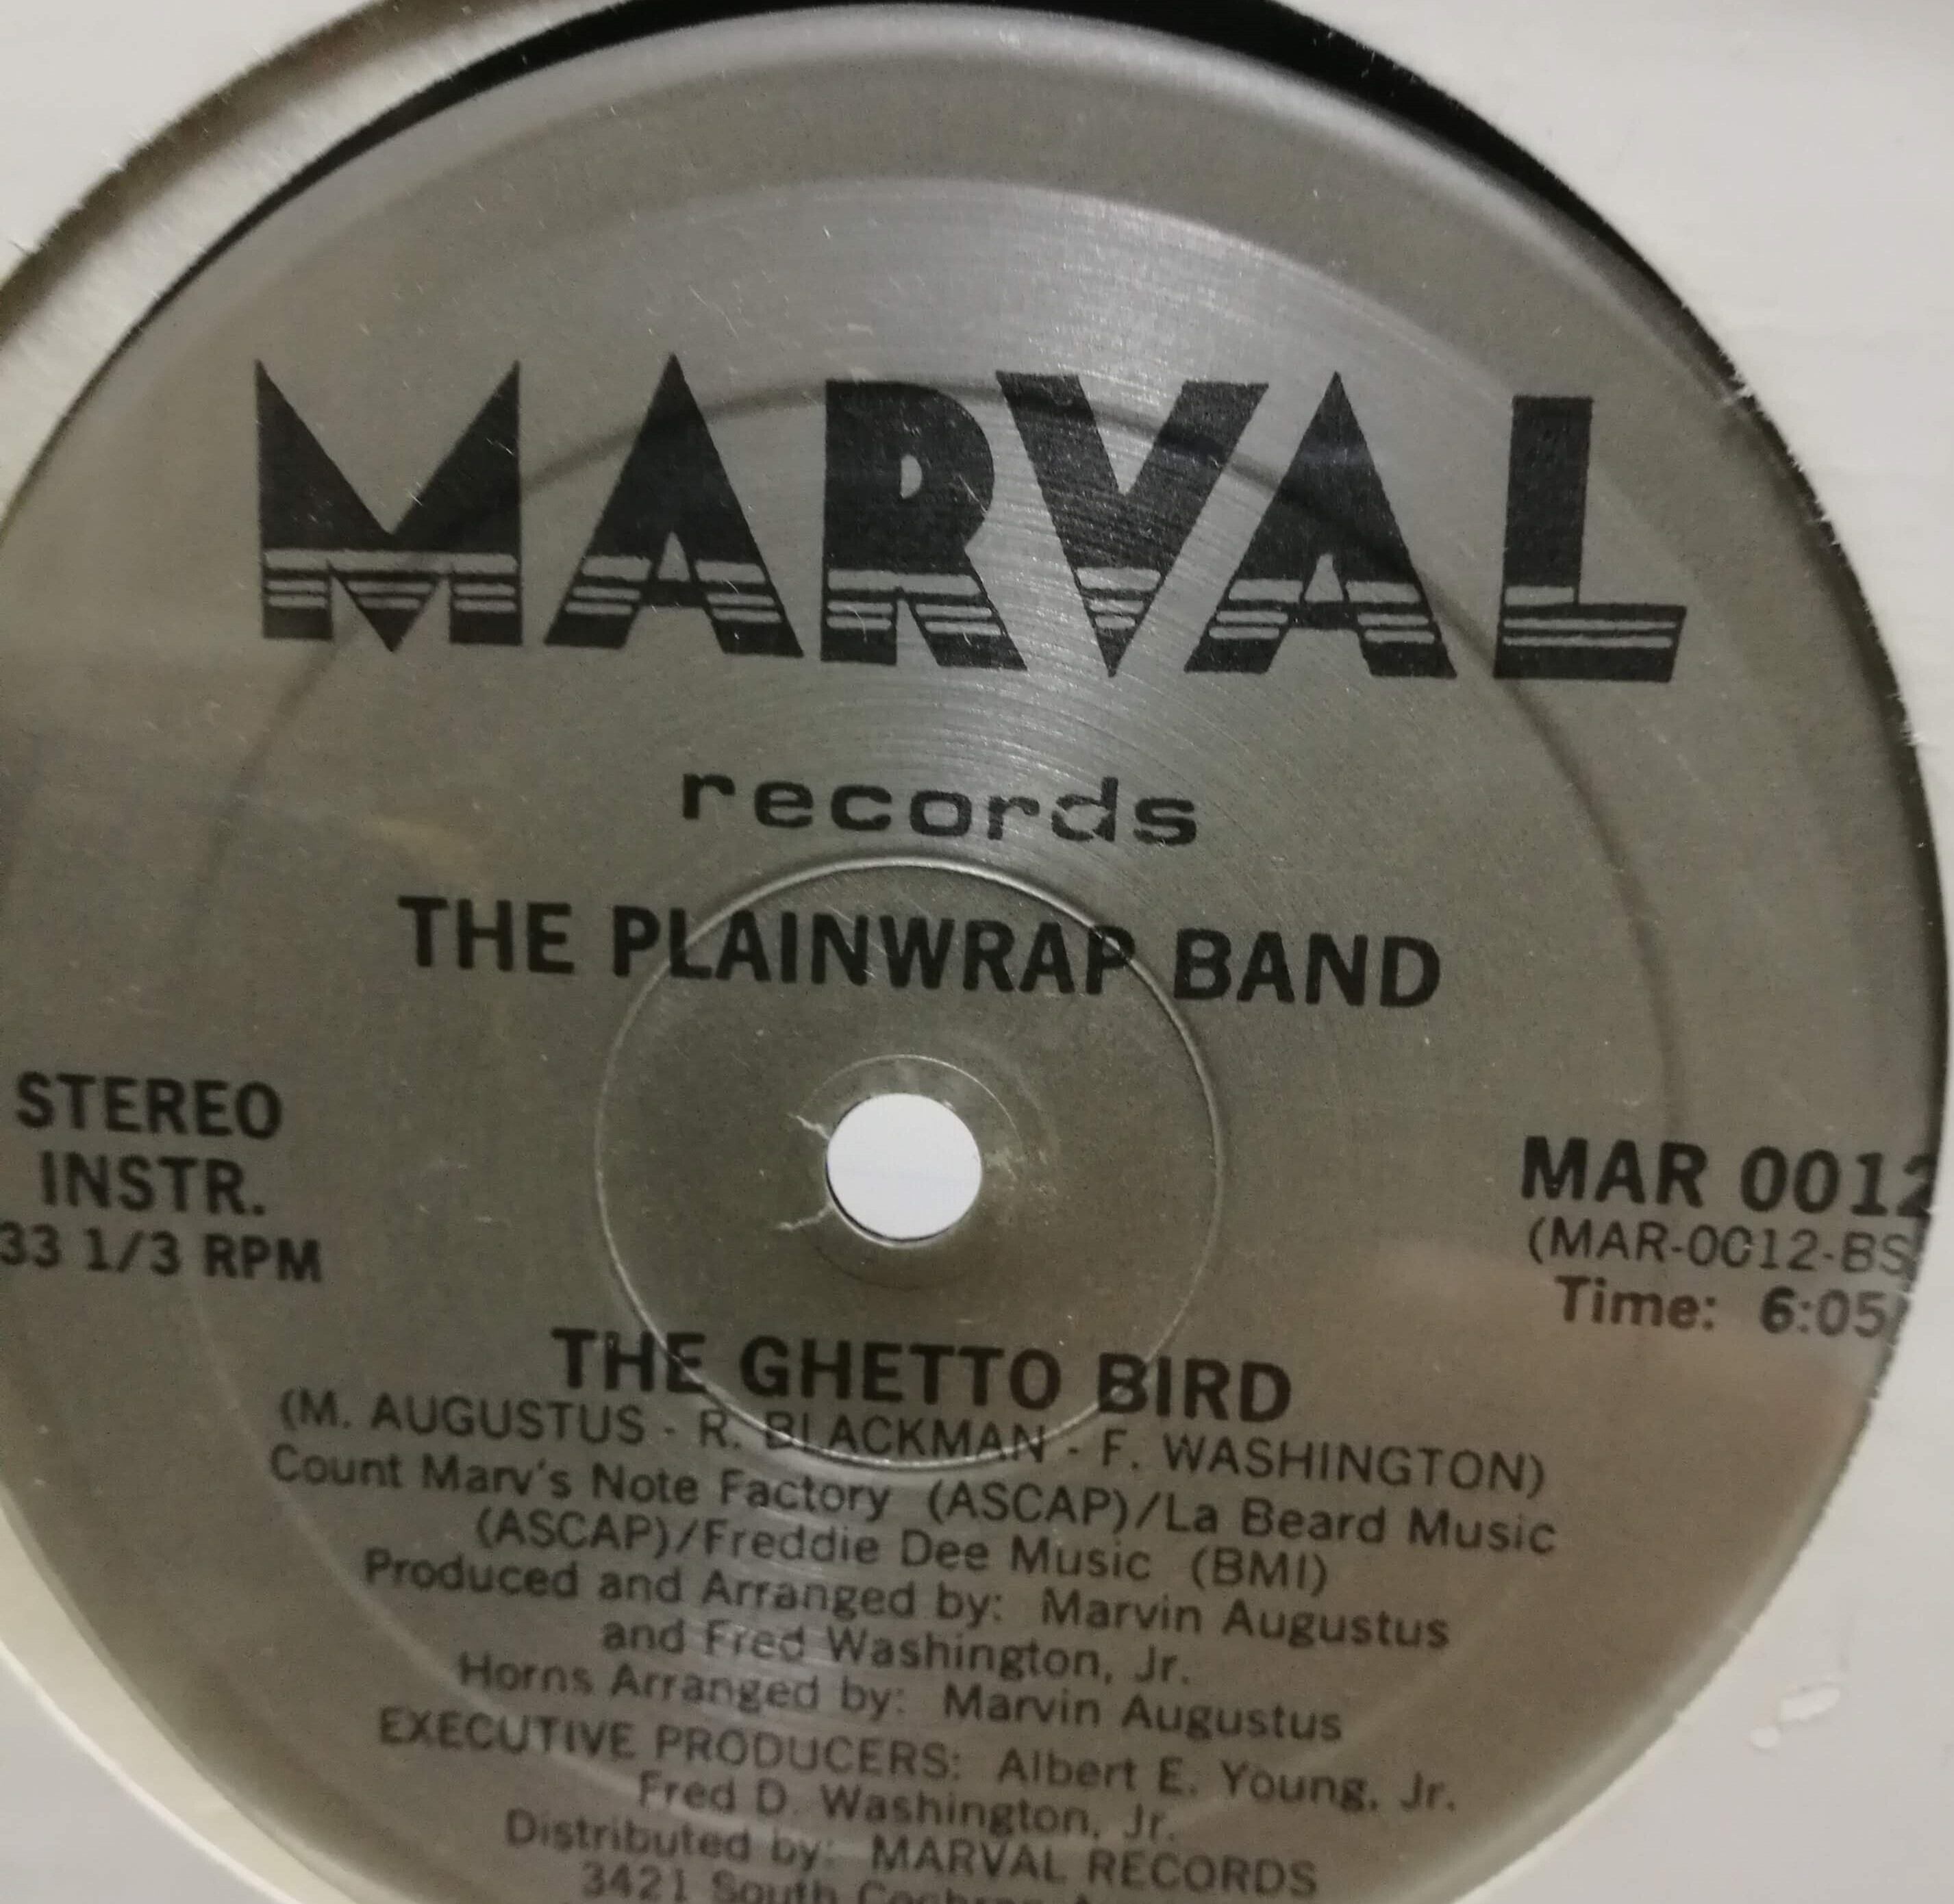 MARVAL
records
THE PLAINWRAP BAND
STEREO
INSTR.
33 1/3 RPM
MAR 0012
(MAR-0012-BS
Time: 6:05
THE GHETTO BIRD
(M. AUGUSTUS - R. BLACKMAN - F. WASHINGTON)
Count Marv's Note Factory (ASCAP)/La Beard Music
(ASCAP)/Freddie Dee Music (BMI)
Produced and Arranged by: Marvin Augustus
and Fred Washington, Jr.
Horns Arranged by: Marvin Augustus
EXECUTIVE PRODUCERS: Albert E. Young, Jr.
Fred D. Washington, Jr.
Distributed by: MARVAL RECORDS
3421 South Cochran